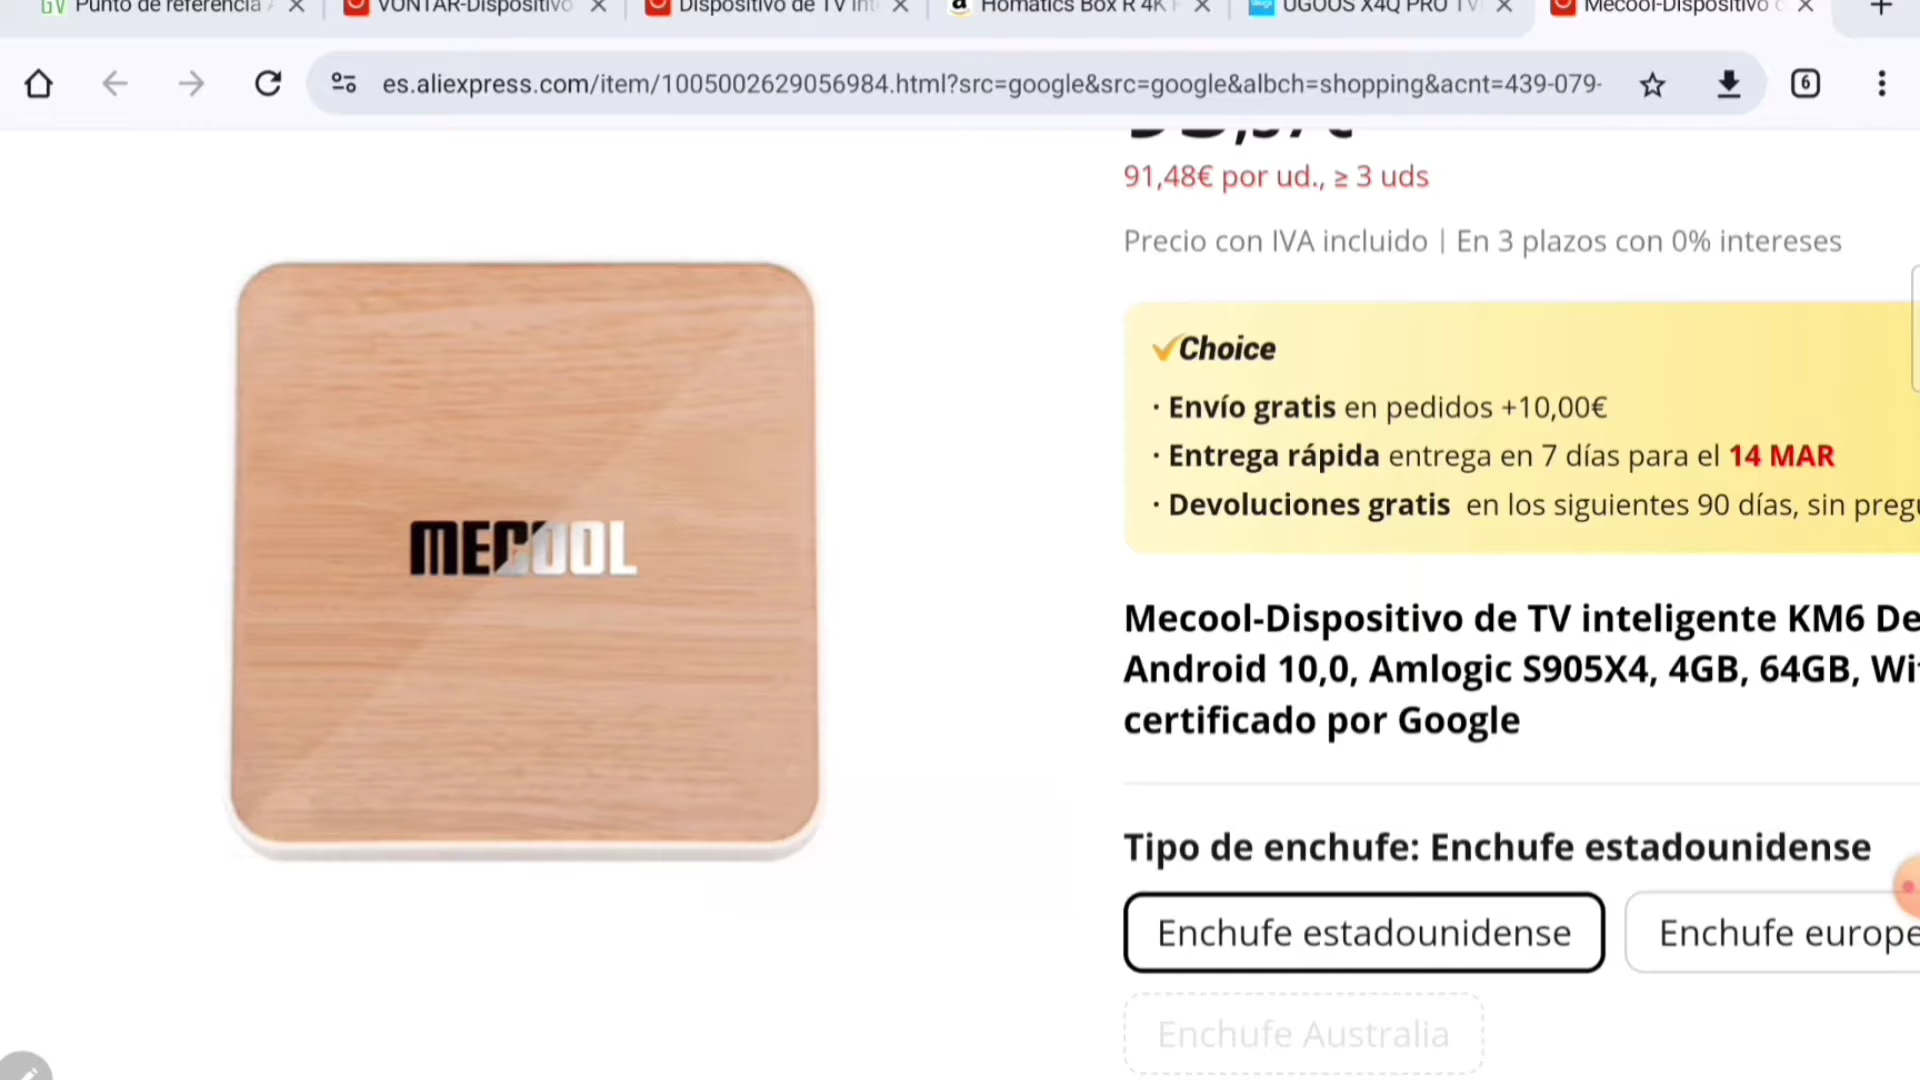 Punto de referencia
VONTAR-Dispositivo
Dispositivo de TV
Homatics Box R 4K
UGOOS X4Q PRO TV
Mecool-Dispositivo
es.aliexpress.com/item/1005002629056984.html?src=google&src=google&albch=shopping&acnt=439-079-
6
91,48€ por ud., ≥ 3 uds
Precio con IVA incluido | En 3 plazos con 0% intereses
Choice
· Envío gratis en pedidos +10,00€
· Entrega rápida entrega en 7 días para el 14 MAR
· Devoluciones gratis en los siguientes 90 días, sin
MECOOL
Mecool-Dispositivo de TV inteligente KM6 De
Android 10,0, Amlogic S905X4, 4GB, 64GB,
certificado por Google
Tipo de enchufe: Enchufe estadounidense
Enchufe estadounidense
Enchufe europe
Enchufe Australia